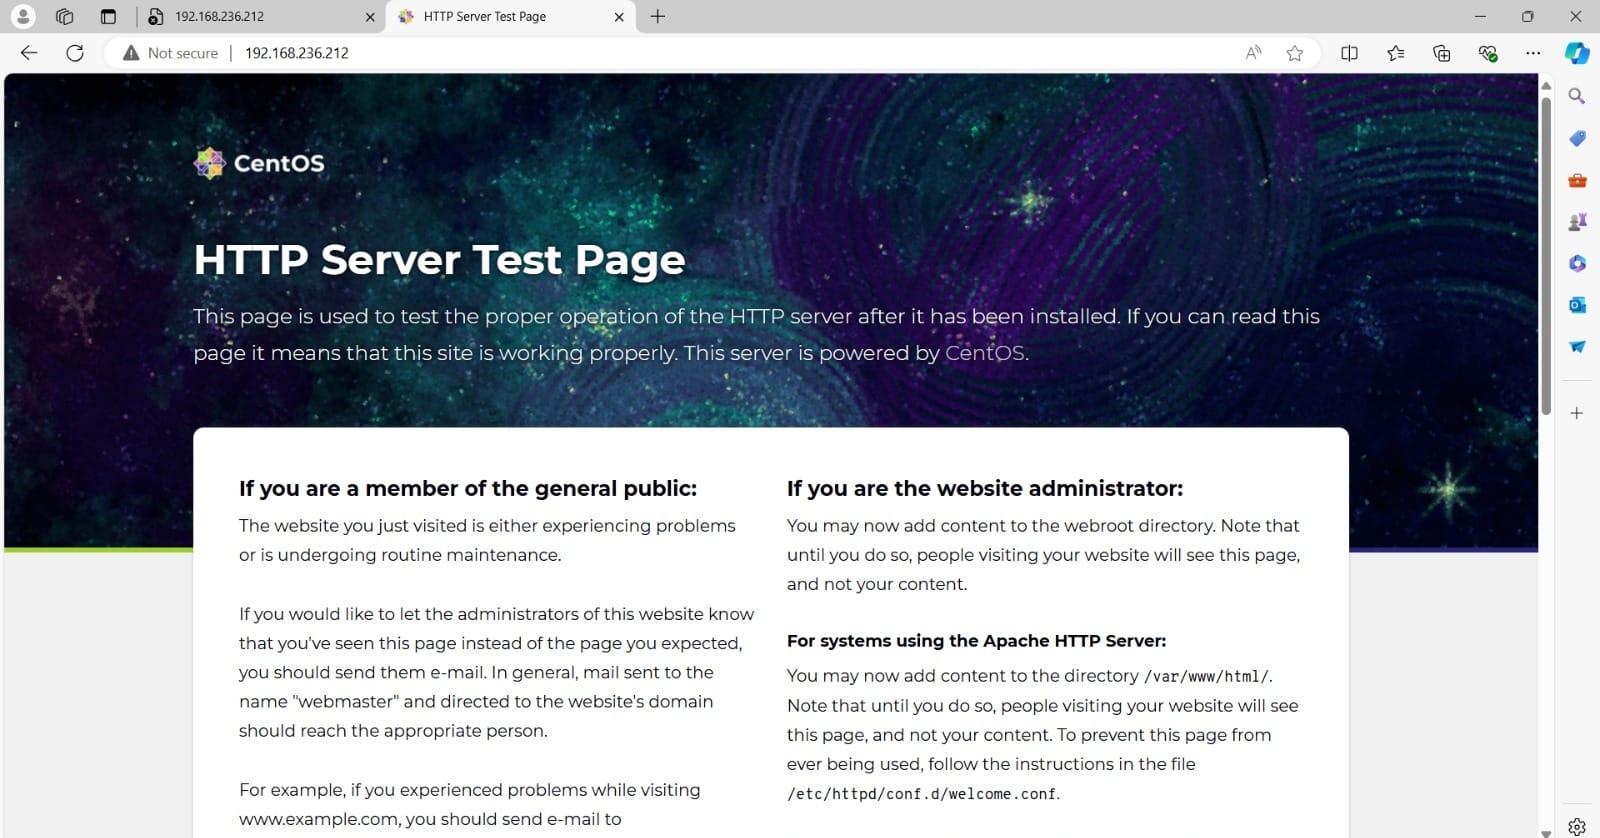 192.168.236.212
HTTP Server Test Page
Not secure
192.168.236.212
CentOS
HTTP Server Test Page
This page is used to test the proper operation of the HTTP server after it has been installed. If you can read this
page it means that this site is working properly. This server is powered by CentOS.
If you are a member of the general public:
The website you just visited is either experiencing problems
or is undergoing routine maintenance.
If you would like to let the administrators of this website know
that you've seen this page instead of the page you expected,
you should send them e-mail. In general, mail sent to the
name "webmaster" and directed to the website's domain
should reach the appropriate person.
For example, if you experienced problems while visiting
www.example.com, you should send e-mail to
If you are the website administrator:
You may now add content to the webroot directory. Note that
until you do so, people visiting your website will see this page,
and not your content.
For systems using the Apache HTTP Server:
You may now add content to the directory /var/www/html/.
Note that until you do so, people visiting your website will see
this page, and not your content. To prevent this page from
ever being used, follow the instructions in the file
/etc/httpd/conf.d/welcome.conf.